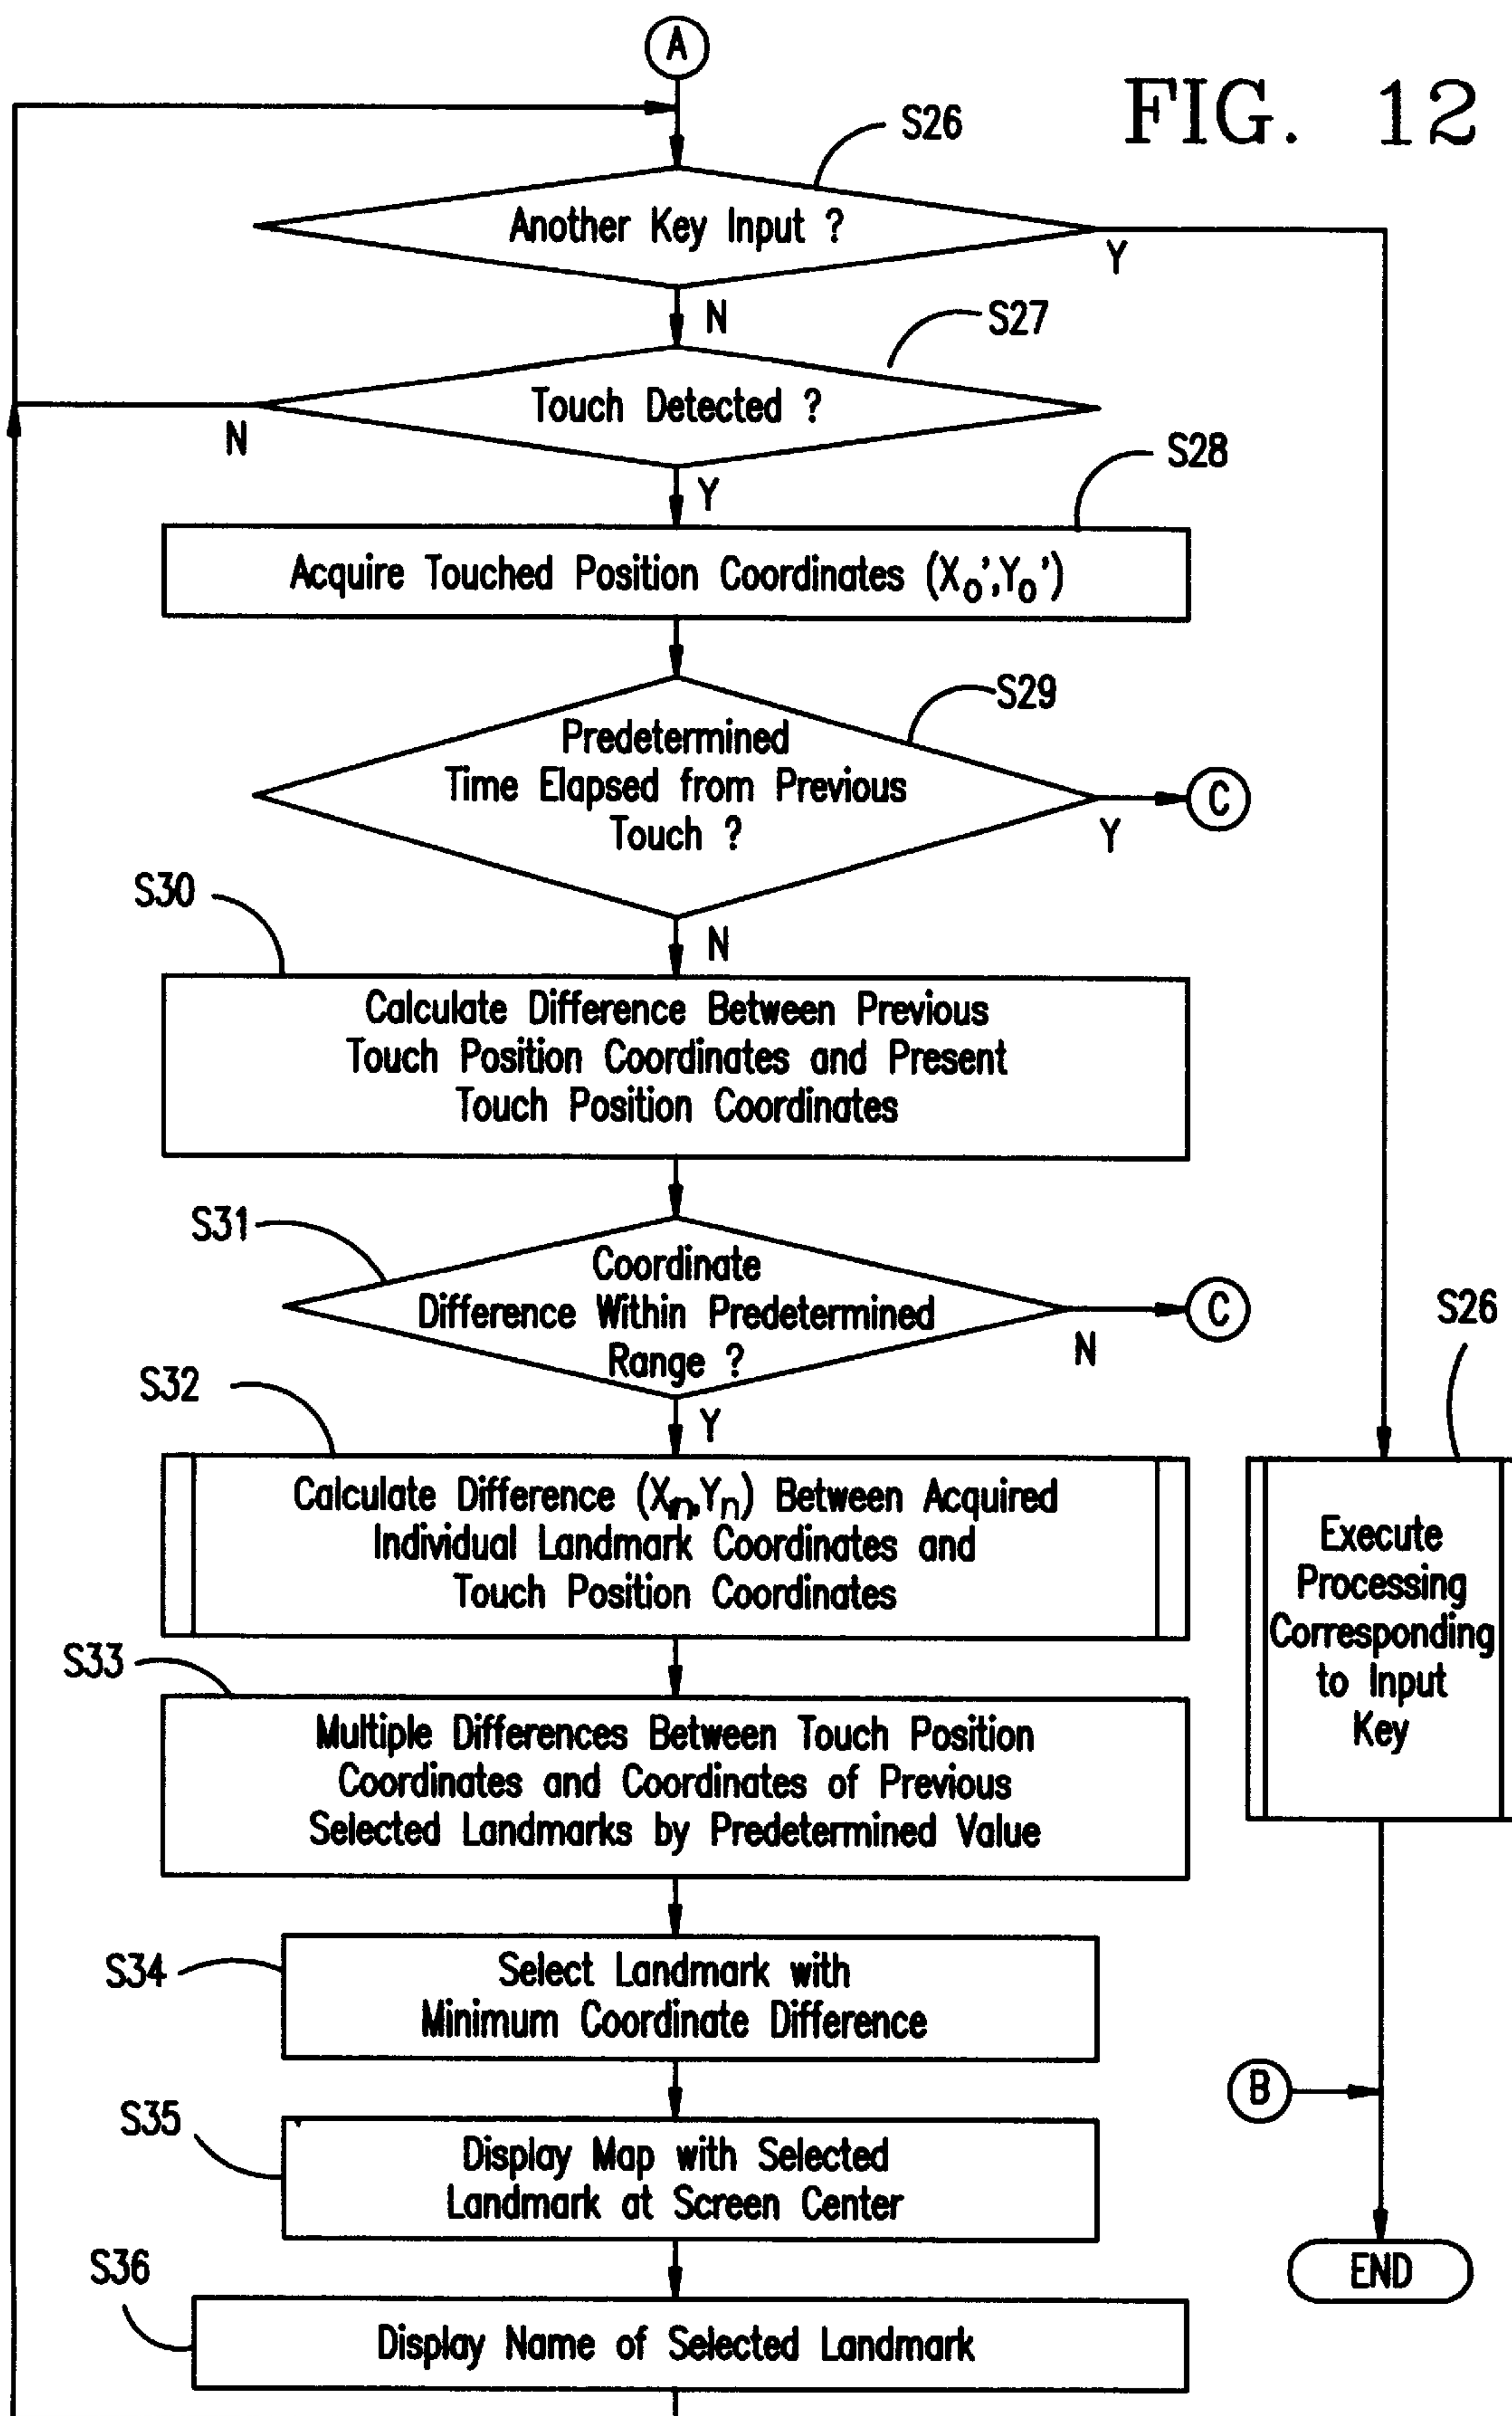 A
FIG. 12
S26
Another Key Input ?
Y
N
S27
Touch Detected ?
N
Y
S28
Acquire Touched Position Coordinates (X₀',Y₀')
S29
Predetermined
Time Elapsed from Previous
Touch ?
Y
C
N
S30
Calculate Difference Between Previous
Touch Position Coordinates and Present
Touch Position Coordinates
S31
Coordinate
Difference Within Predetermined
Range ?
N
C
Y
S32
Calculate Difference (Xn,Yn) Between Acquired
Individual Landmark Coordinates and
Touch Position Coordinates
S26
Execute
Processing
Corresponding
to Input
Key
S33
Multiple Differences Between Touch Position
Coordinates and Coordinates of Previous
Selected Landmarks by Predetermined Value
S34
Select Landmark with
Minimum Coordinate Difference
B
S35
Display Map with Selected
Landmark at Screen Center
END
S36
Display Name of Selected Landmark